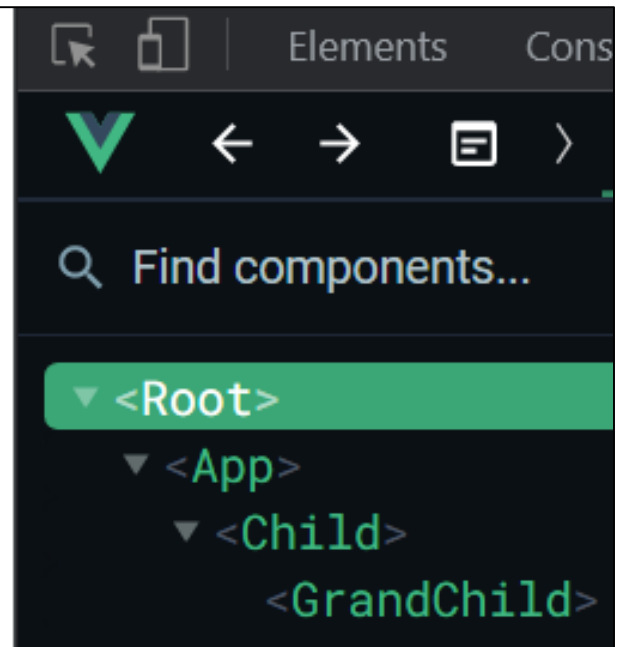 Elements Cons
Find components...
<Root>
<App>
<Child>
<GrandChild>